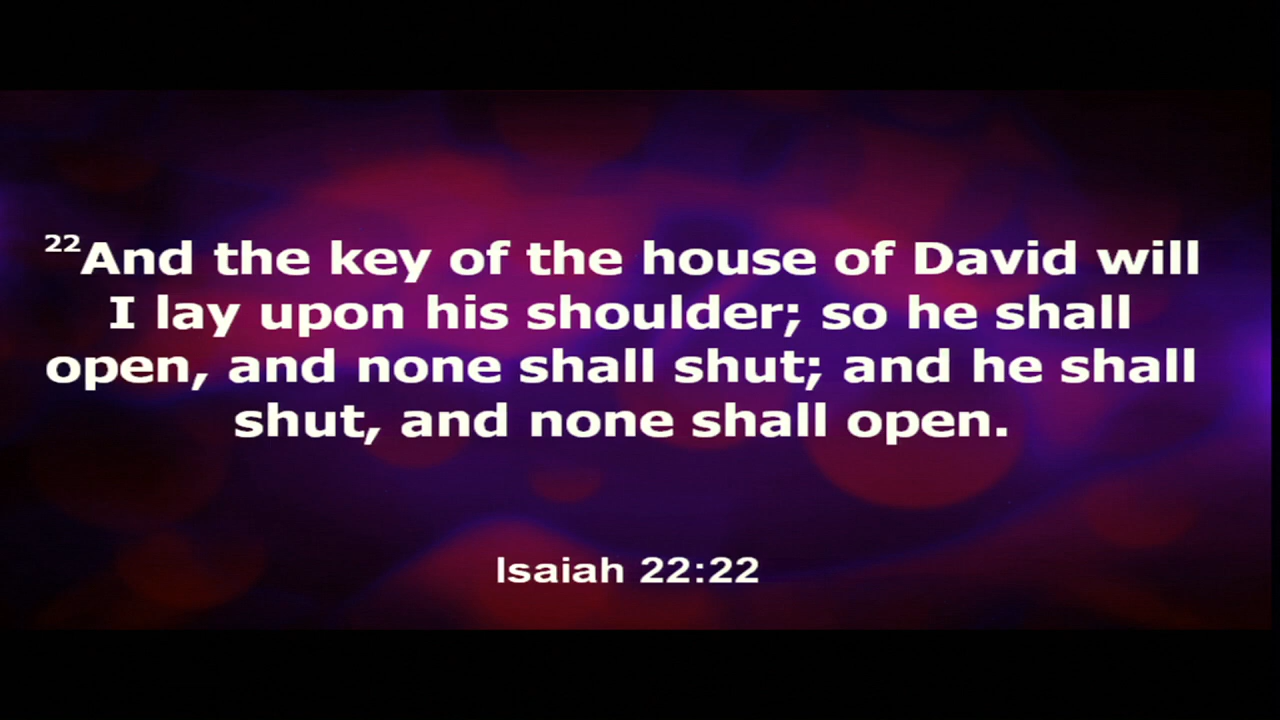 22And the key of the house of David will
I lay upon his shoulder; so he shall
open, and none shall shut; and he shall
shut, and none shall open.
Isaiah 22:22